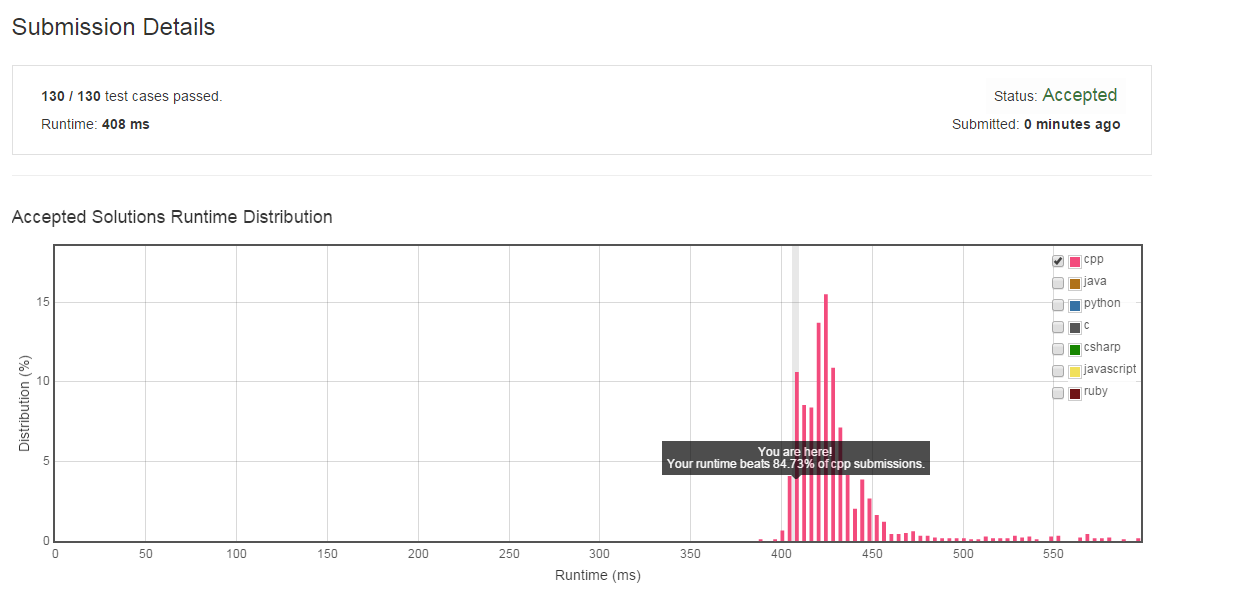 Submission Details
130 / 130 test cases passed.
Status: Accepted
Runtime: 408 ms
Submitted: 0 minutes ago
Accepted Solutions Runtime Distribution
cpp
java
python
c
csharp
javascript
ruby
Distribution (%)
15
10
5
0
You are here!
Your runtime beats 84.73% of cpp submissions.
0 50 100 150 200 250 300 350 400 450 500 550
Runtime (ms)